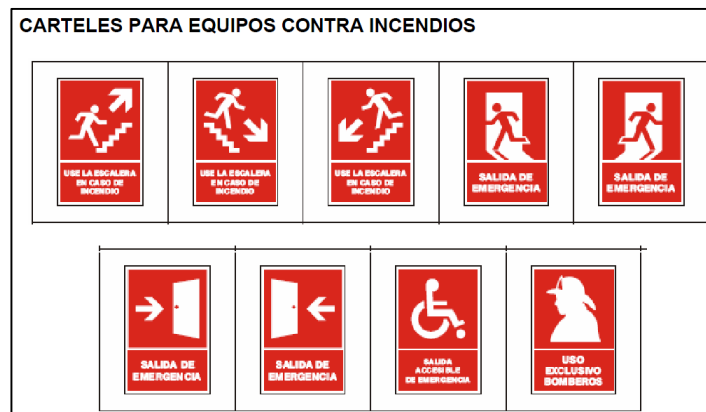 CARTELES PARA EQUIPOS CONTRA INCENDIOS
USE LA ESCALERA
EN CASO DE
INCENDIO
USE LA ESCALERA
EN CASO DE
INCENDIO
USE LA ESCALERA
EN CASO DE
INCENDIO
SALIDA DE
EMERGENCIA
SALIDA DE
EMERGENCIA
SALIDA DE
EMERGENCIA
SALIDA DE
EMERGENCIA
SALIDA
ACCESIBLE
DE EMERGENCIA
USO
EXCLUSIVO
BOMBEROS